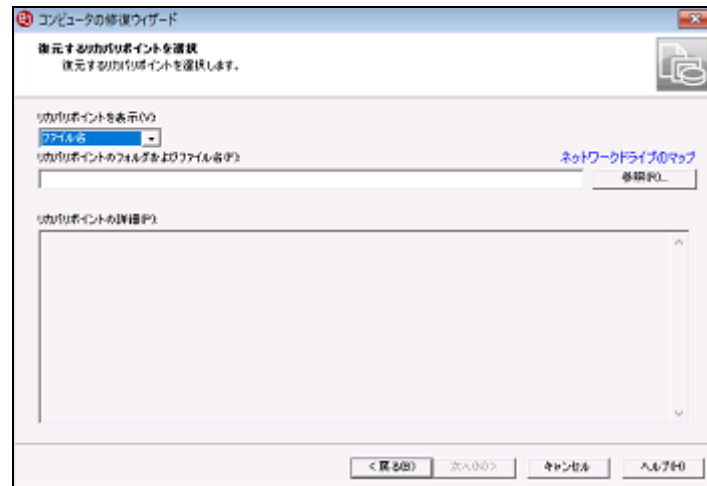 コンピュータの修復ウィザード
復元するリカバリポイントを選択
復元するリカバリポイントを選択します。
リカバリポイントを表示(V):
ファイル名
リカバリポイントのフォルダおよびファイル名(F):
ネットワークドライブのマップ
参照(R)...
リカバリポイントの詳細(P):
< 戻る(B)
次へ(N) >
キャンセル
ヘルプ(H)